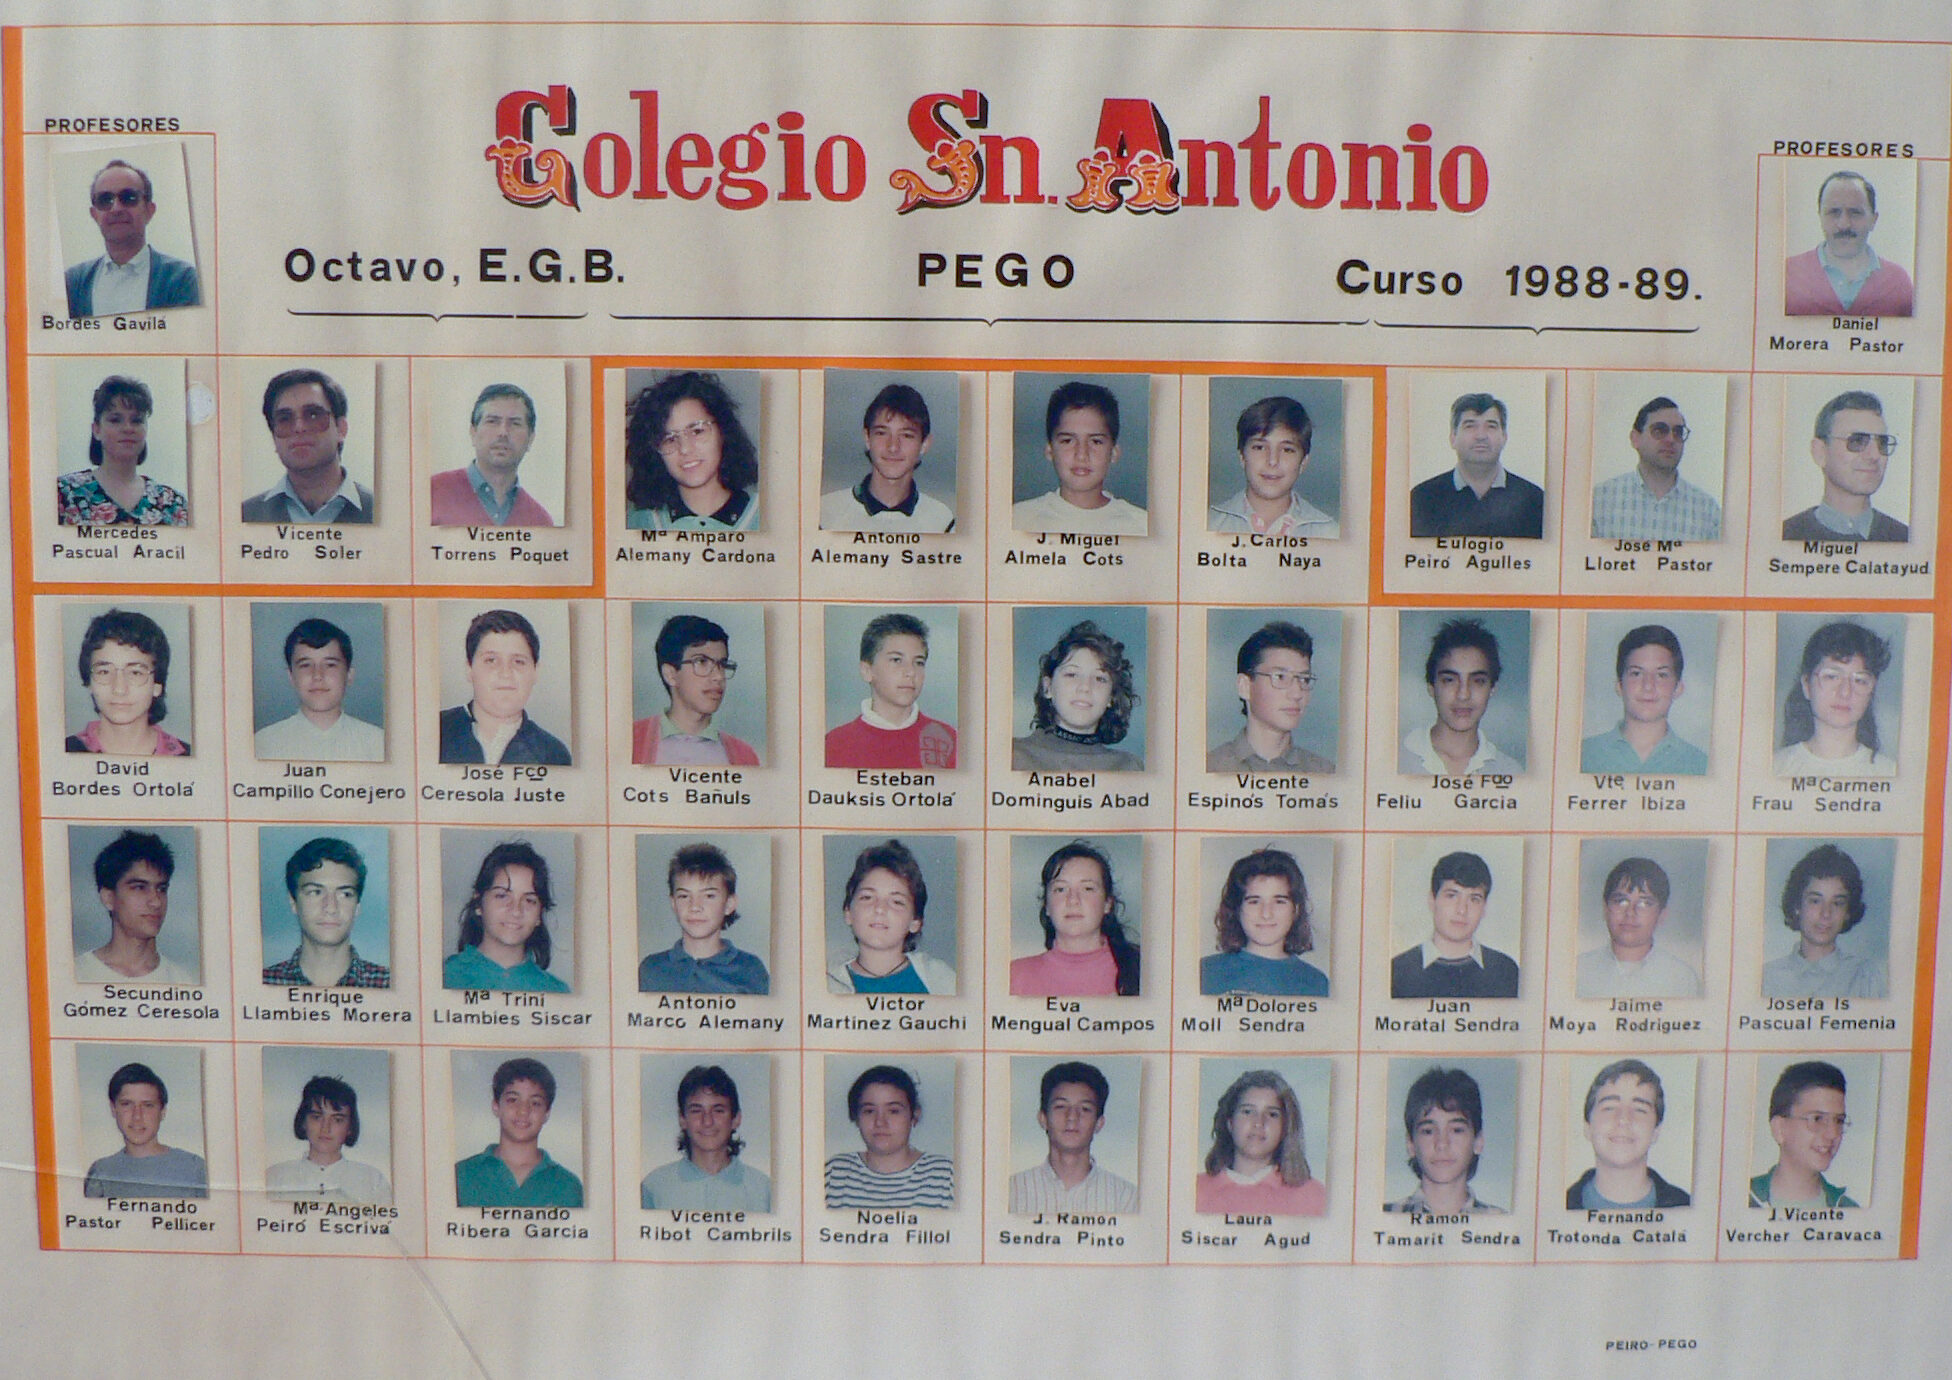 Colegio Sn. Antonio
PROFESORES
PROFESORES
Octavo, E.G.B. PEGO Curso 1988-89.
Bordes Gavilá
Daniel
Morera Pastor
Mercedes
Pascual Aracil
Vicente
Pedro Soler
Vicente
Torrens Poquet
Mª Amparo
Alemany Cardona
Antonio
Alemany Sastre
J. Miguel
Almela Cots
J. Carlos
Bolta Naya
Eulogio
Peiró Agulles
José Mª
Lloret Pastor
Miguel
Sempere Calatayud
David
Bordes Ortolá
Juan
Campillo Conejero
José Fco
Ceresola Juste
Vicente
Cots Bañuls
Esteban
Dauksis Ortolá
Anabel
Dominguis Abad
Vicente
Espinós Tomás
José Fdo
Feliu Garcia
Vte Ivan
Ferrer Ibiza
Mª Carmen
Frau Sendra
Secundino
Gómez Ceresola
Enrique
Llambies Morera
Mª Trini
Llambies Siscar
Antonio
Marco Alemany
Victor
Martinez Gauchi
Eva
Mengual Campos
Mª Dolores
Moll Sendra
Juan
Moratal Sendra
Jaime
Moya Rodriguez
Josefa Is
Pascual Femenia
Fernando
Pastor Pellicer
Mª Angeles
Peiró Escrivá
Fernando
Ribera Garcia
Vicente
Ribot Cambrils
Noelia
Sendra Fillol
J. Ramón
Sendra Pinto
Laura
Siscar Agud
Ramón
Tamarit Sendra
Fernando
Trotonda Catalá
J. Vicente
Vercher Caravaca
PEIRO-PEGO